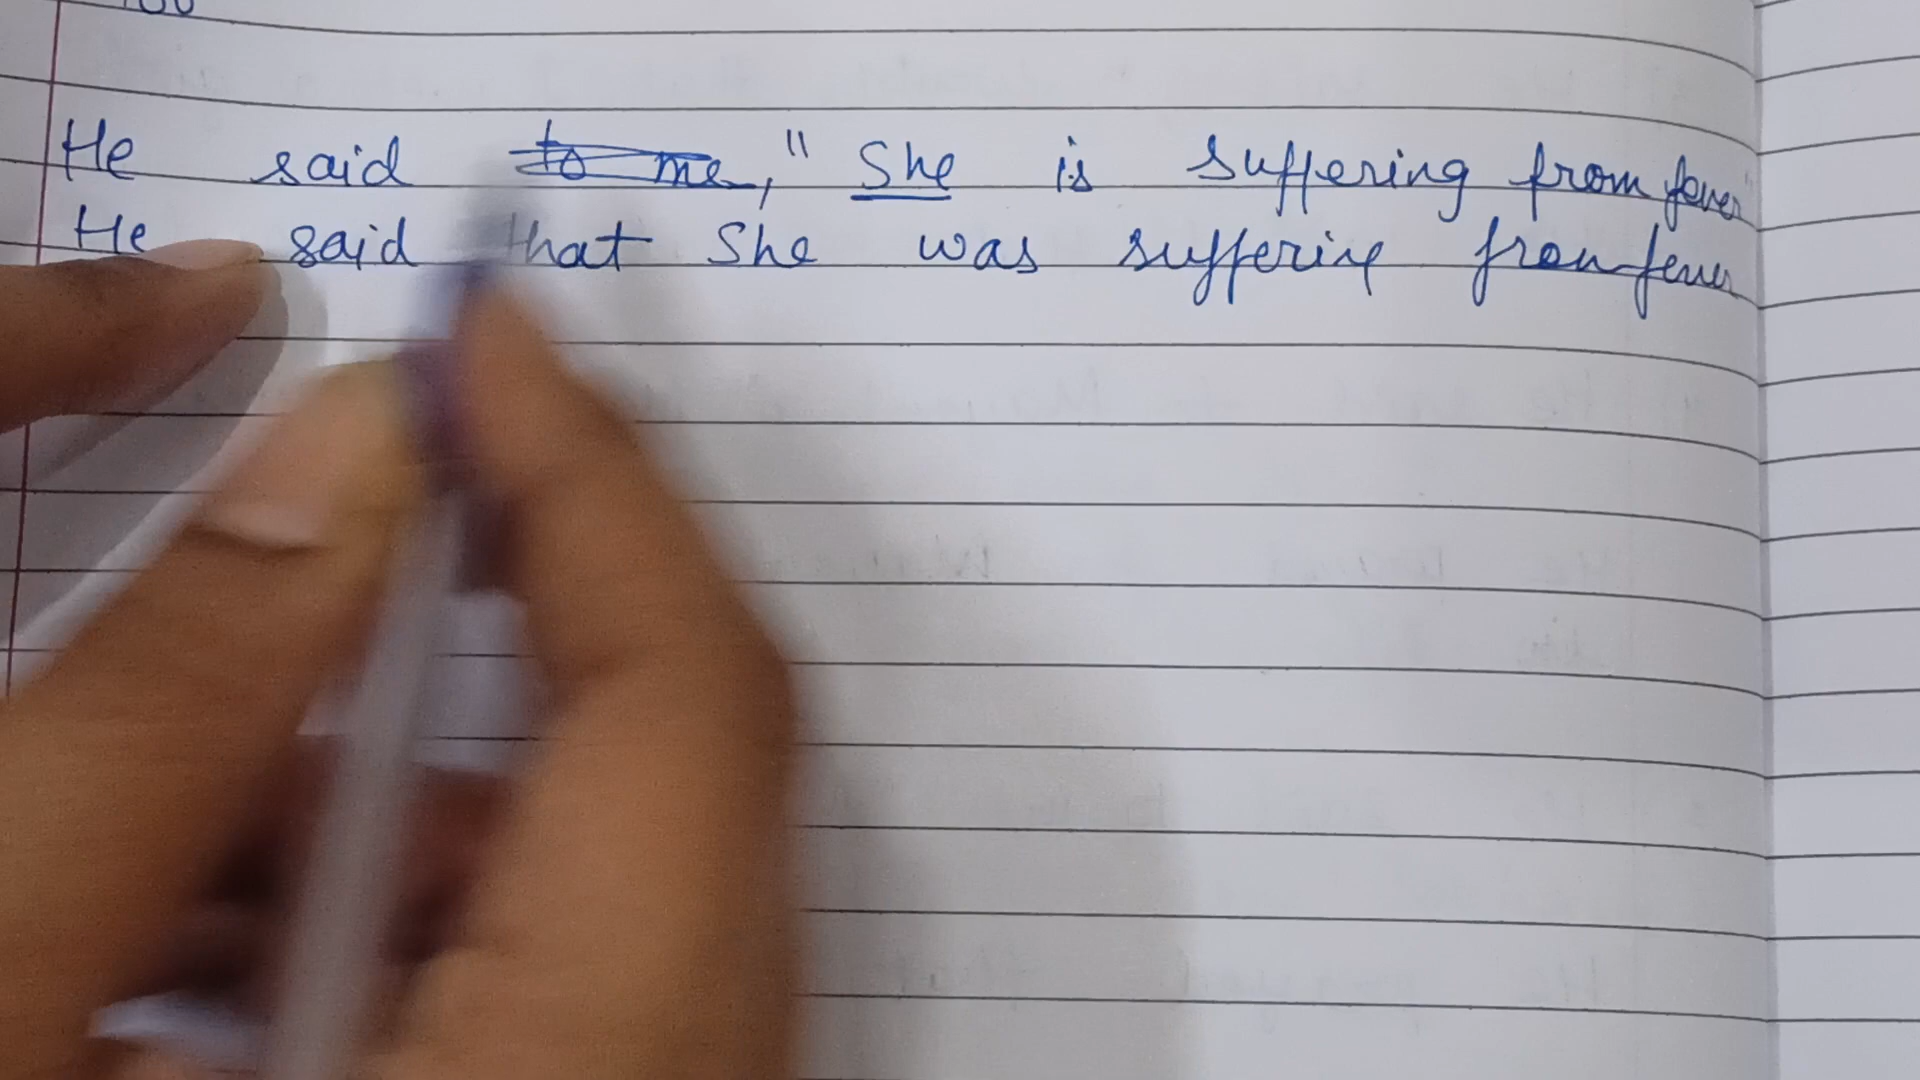 He said to me, " She is suffering from fever"
He said that She was suffering from fever